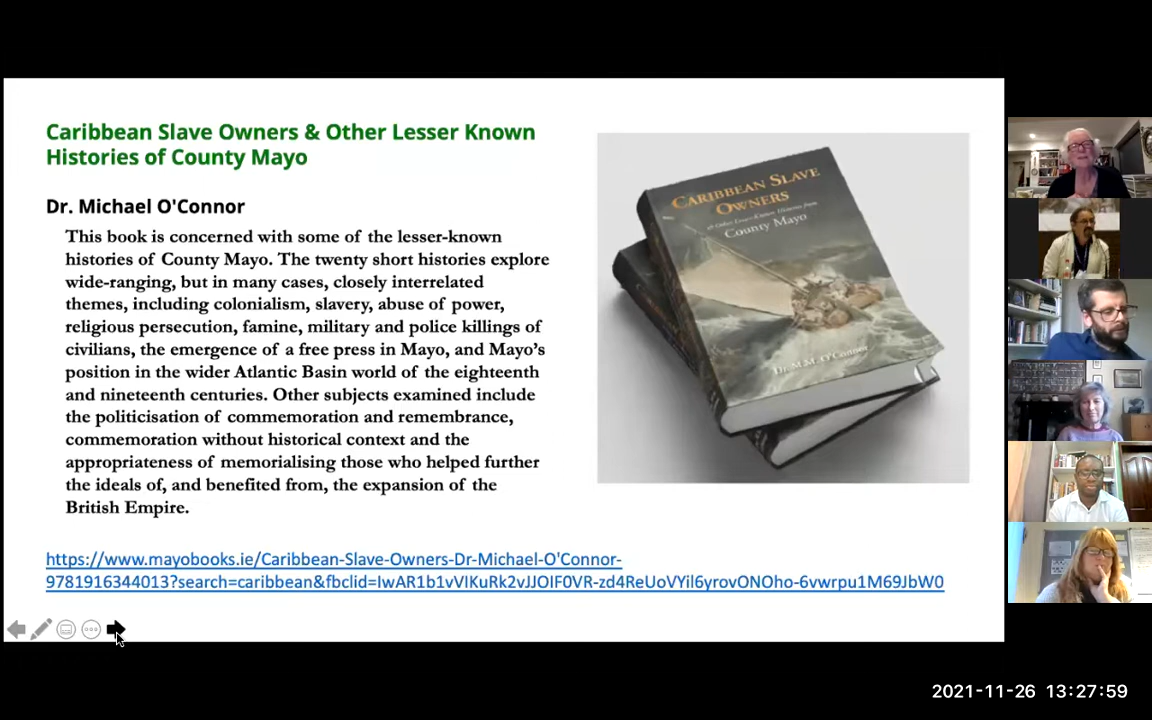 Caribbean Slave Owners & Other Lesser Known
Histories of County Mayo
Dr. Michael O'Connor
This book is concerned with some of the lesser-known
histories of County Mayo. The twenty short histories explore
wide-ranging, but in many cases, closely interrelated
themes, including colonialism, slavery, abuse of power,
religious persecution, famine, military and police killings of
civilians, the emergence of a free press in Mayo, and Mayo's
position in the wider Atlantic Basin world of the eighteenth
and nineteenth centuries. Other subjects examined include
the politicisation of commemoration and remembrance,
commemoration without historical context and the
appropriateness of memorialising those who helped further
the ideals of, and benefited from, the expansion of the
British Empire.
https://www.mayobooks.ie/Caribbean-Slave-Owners-Dr-Michael-O'Connor-
9781916344013?search=caribbean&fbclid=IwAR1b1vVIKuRk2vJJOIF0VR-zd4ReUoVYil6yrovONOho-6vwrpu1M69JbW0
CARIBBEAN SLAVE
OWNERS
& Other Lesser Known Histories from
County Mayo
Dr. M.M. O'Connor
2021-11-26 13:27:59